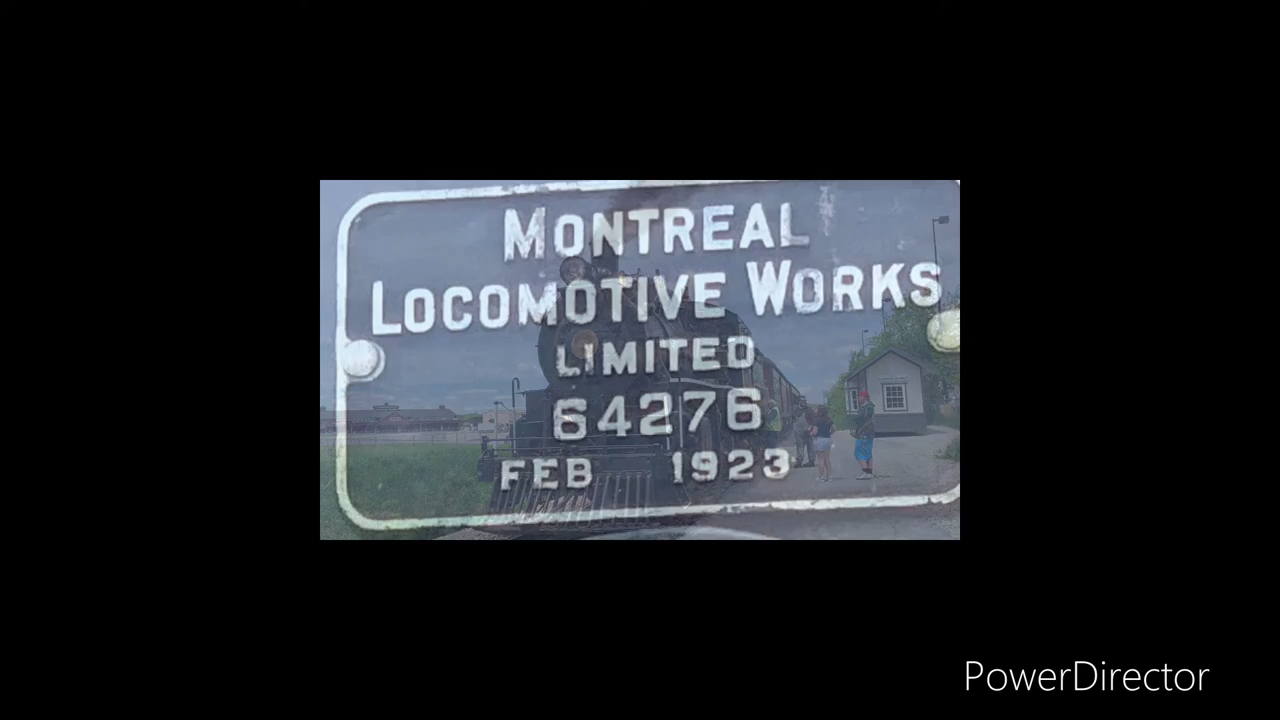 MONTREAL
LOCOMOTIVE WORKS
LIMITED
64276
FEB 1923
PowerDirector